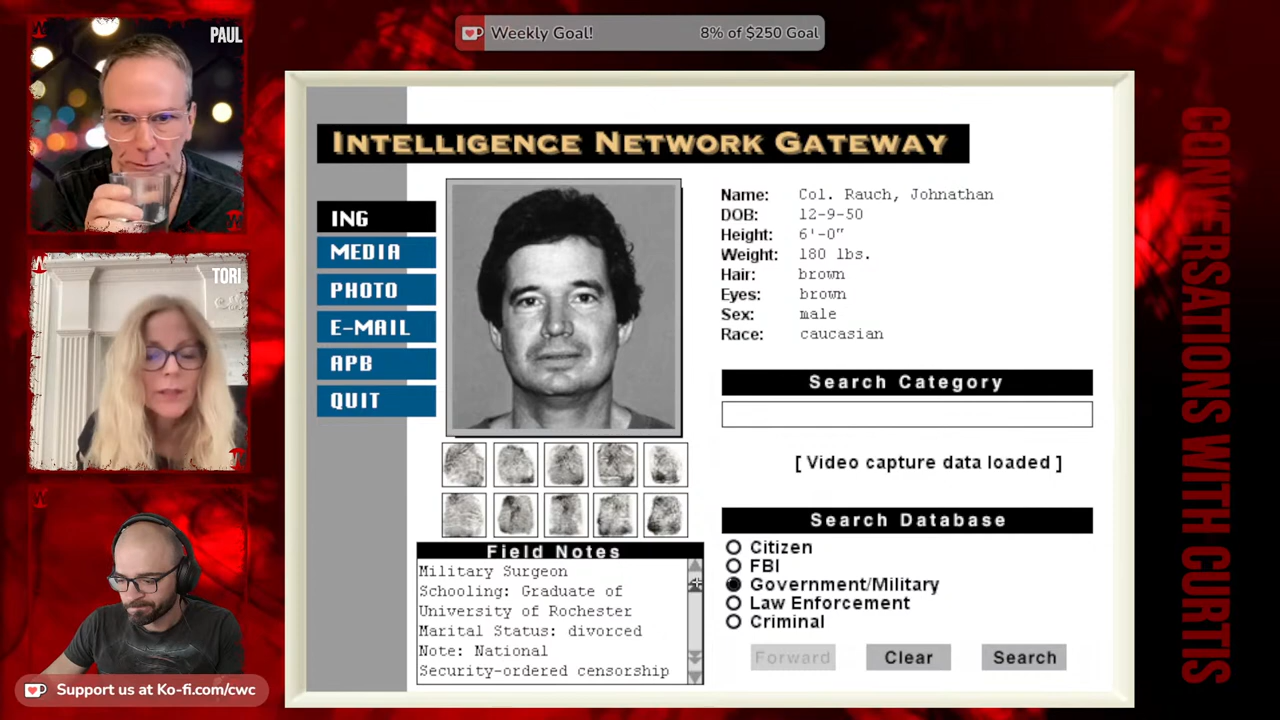 PAUL
Weekly Goal!
8% of $250 Goal
INTELLIGENCE NETWORK GATEWAY
ING
MEDIA
PHOTO
E-MAIL
APB
QUIT
Name: Col. Rauch, Johnathan
DOB: 12-9-50
Height: 6'-0"
Weight: 180 lbs.
Hair: brown
Eyes: brown
Sex: male
Race: caucasian
Search Category
[ Video capture data loaded ]
Search Database
Citizen
FBI
Government/Military
Law Enforcement
Criminal
Forward
Clear
Search
Field Notes
Military Surgeon
Schooling: Graduate of
University of Rochester
Marital Status: divorced
Note: National
Security-ordered censorship
TORI
Support us at Ko-fi.com/cwc
CONVERSATIONS WITH CURTIS